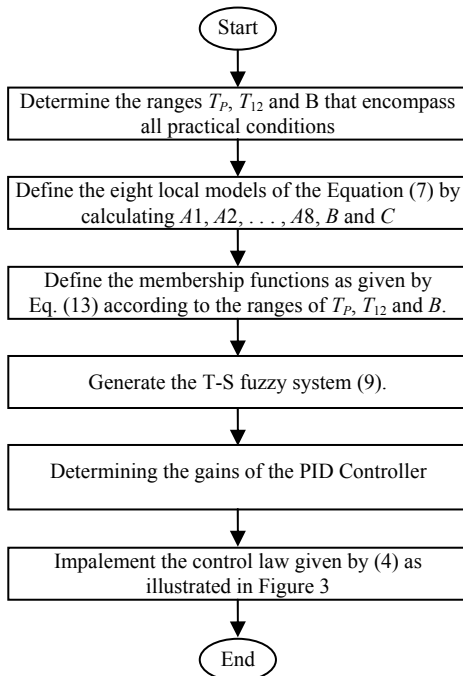 Start
Determine the ranges TP, T12 and B that encompass
all practical conditions
Define the eight local models of the Equation (7) by
calculating A1, A2, . . . , A8, B and C
Define the membership functions as given by
Eq. (13) according to the ranges of TP, T12 and B.
Generate the T-S fuzzy system (9).
Determining the gains of the PID Controller
Impalement the control law given by (4) as
illustrated in Figure 3
End